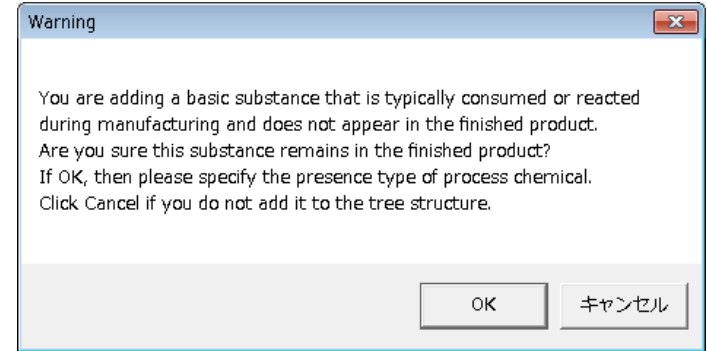 Warning
You are adding a basic substance that is typically consumed or reacted
during manufacturing and does not appear in the finished product.
Are you sure this substance remains in the finished product?
If OK, then please specify the presence type of process chemical.
Click Cancel if you do not add it to the tree structure.
OK
キャンセル